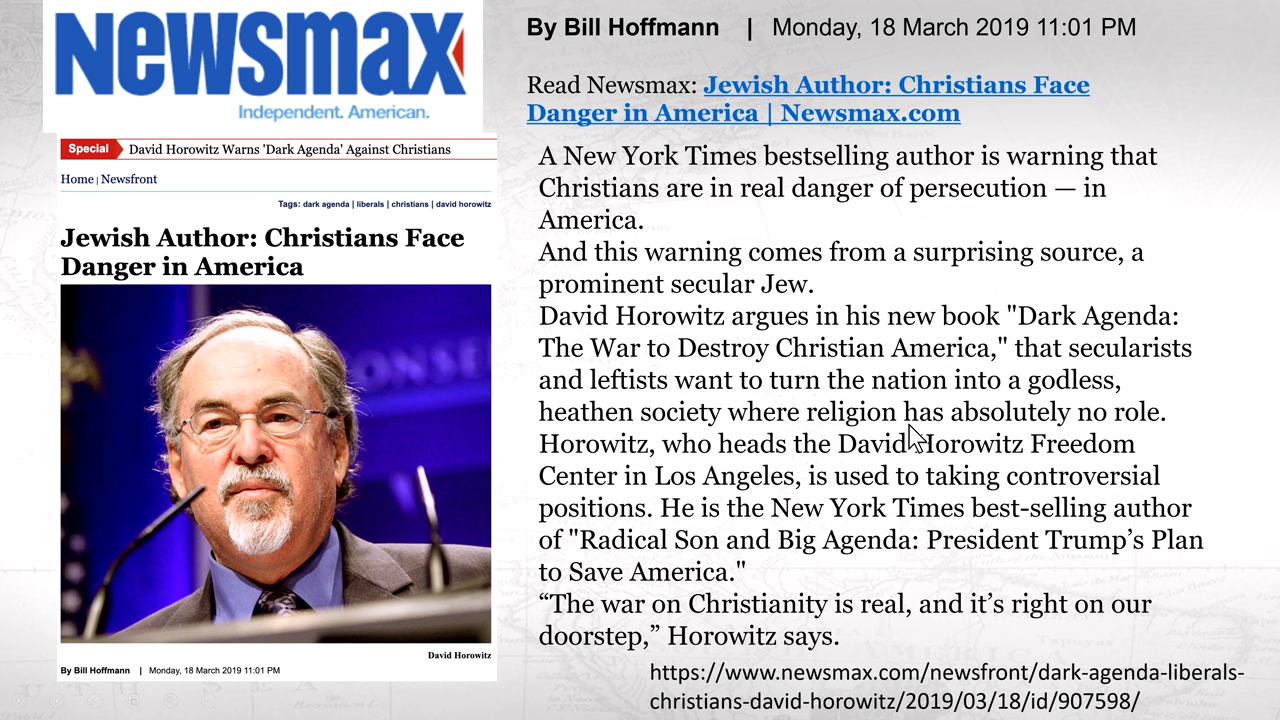 Newsmax
Independent. American.
Special David Horowitz Warns 'Dark Agenda' Against Christians
Home | Newsfront
Tags: dark agenda | liberals | christians | david horowitz
Jewish Author: Christians Face
Danger in America
CONSE
David Horowitz
By Bill Hoffmann | Monday, 18 March 2019 11:01 PM
By Bill Hoffmann | Monday, 18 March 2019 11:01 PM
Read Newsmax: Jewish Author: Christians Face
Danger in America | Newsmax.com
A New York Times bestselling author is warning that
Christians are in real danger of persecution — in
America.
And this warning comes from a surprising source, a
prominent secular Jew.
David Horowitz argues in his new book "Dark Agenda:
The War to Destroy Christian America," that secularists
and leftists want to turn the nation into a godless,
heathen society where religion has absolutely no role.
Horowitz, who heads the David Horowitz Freedom
Center in Los Angeles, is used to taking controversial
positions. He is the New York Times best-selling author
of "Radical Son and Big Agenda: President Trump’s Plan
to Save America."
“The war on Christianity is real, and it’s right on our
doorstep,” Horowitz says.
https://www.newsmax.com/newsfront/dark-agenda-liberals-
christians-david-horowitz/2019/03/18/id/907598/